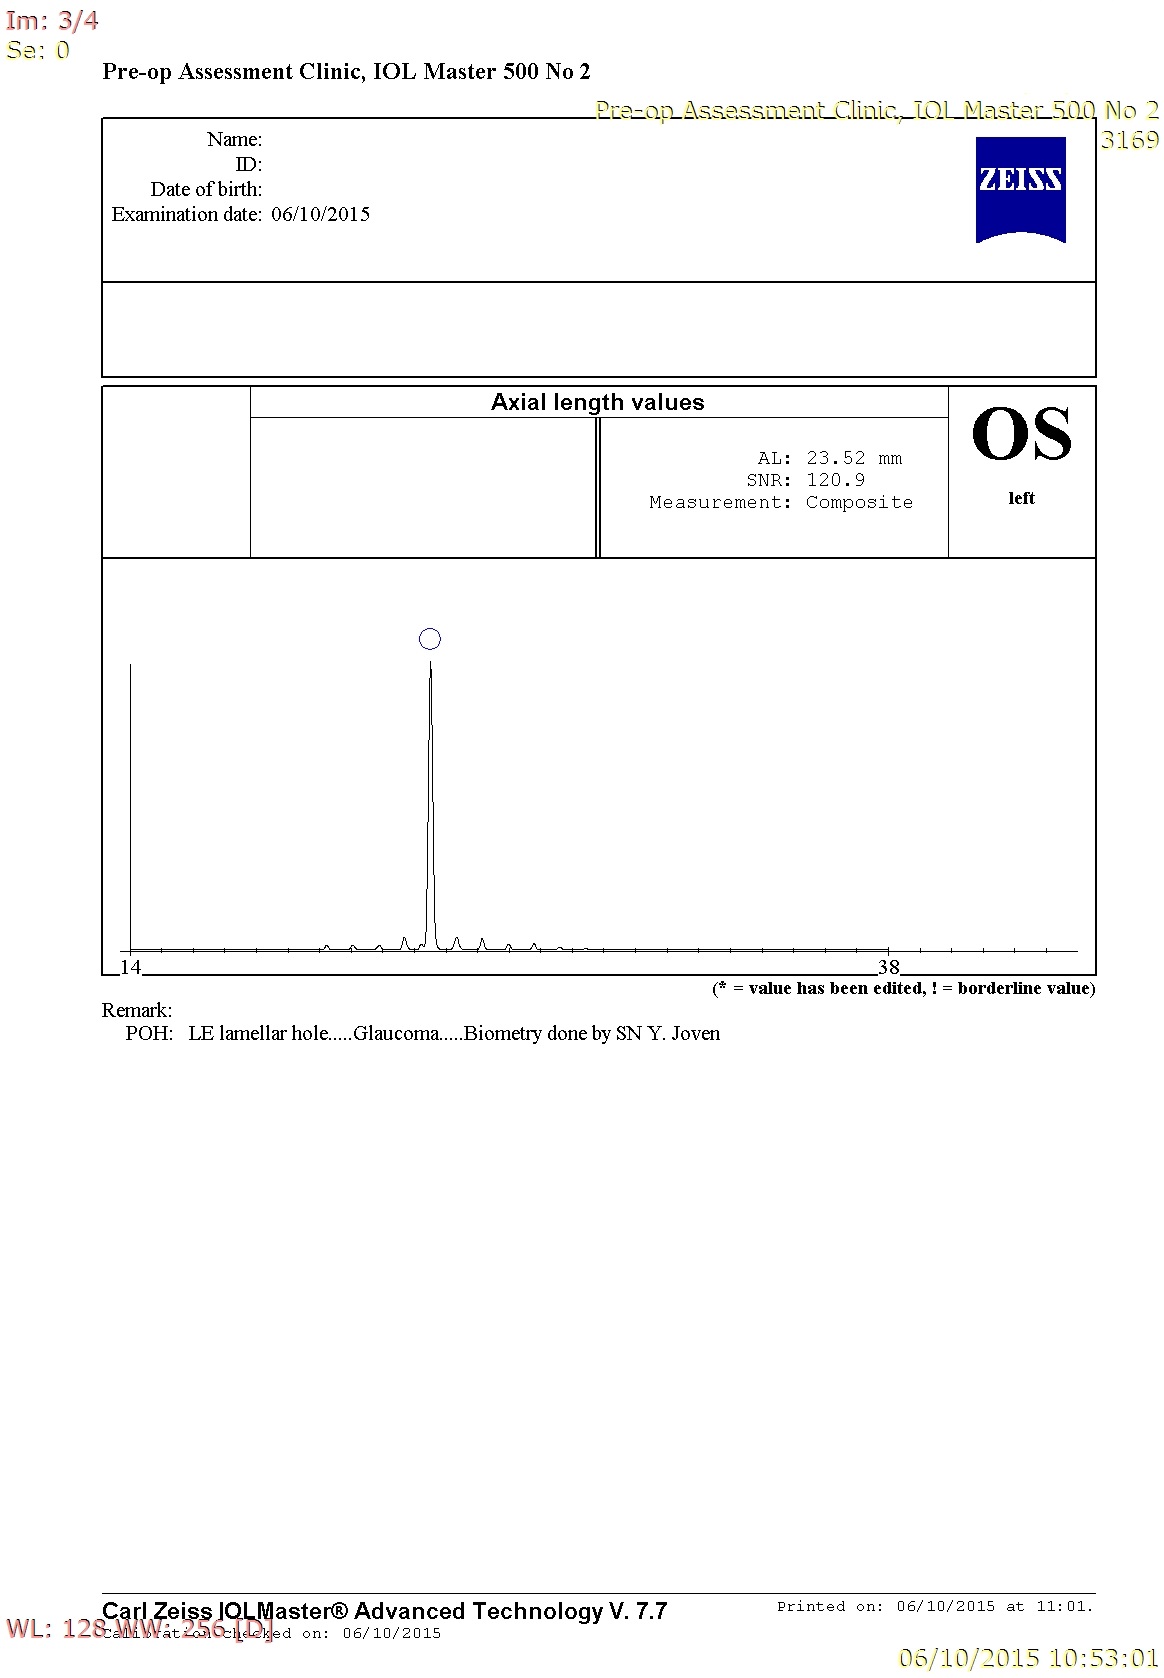 Im: 3/4
Se: 0
Pre-op Assessment Clinic, IOL Master 500 No 2
Pre-op Assessment Clinic, IOL Master 500 No 2
3169
Name:
ID:
Date of birth:
Examination date: 06/10/2015
ZEISS
Axial length values
OS
left
AL: 23.52 mm
SNR: 120.9
Measurement: Composite
14 38
(* = value has been edited, ! = borderline value)
Remark:
POH: LE lamellar hole.....Glaucoma.....Biometry done by SN Y. Joven
Carl Zeiss IOLMaster® Advanced Technology V. 7.7
Printed on: 06/10/2015 at 11:01.
WL: 128 WW: 256 [D]
Calibration checked on: 06/10/2015
06/10/2015 10:53:01